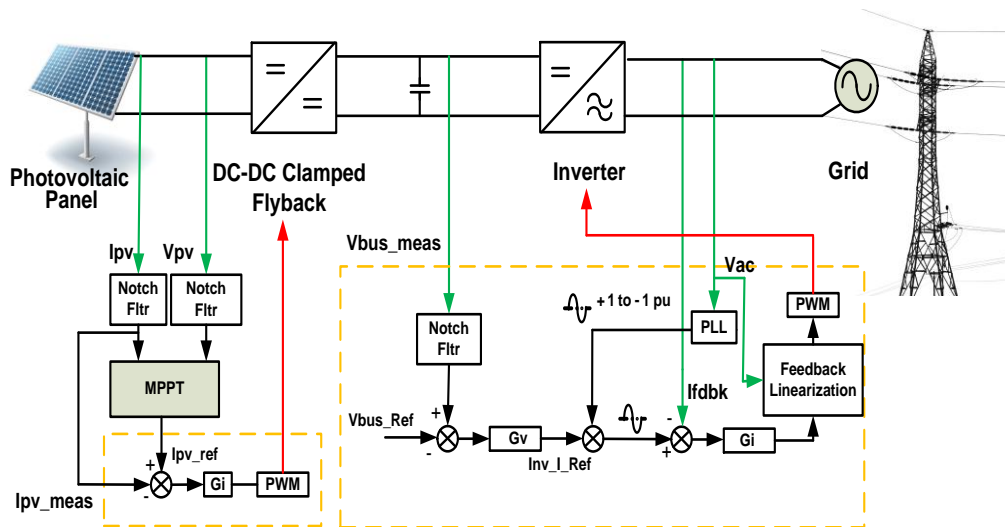 Photovoltaic
Panel
DC-DC Clamped
Flyback
Inverter
Grid
Ipv
Vpv
Vbus_meas
Vac
Notch
Fltr
Notch
Fltr
Notch
Fltr
+ 1 to - 1 pu
PLL
PWM
MPPT
Ifdbk
Feedback
Linearization
Vbus_Ref
+
-
Gv
Inv_I_Ref
-
+
Gi
Ipv_ref
+
-
Gi
PWM
Ipv_meas